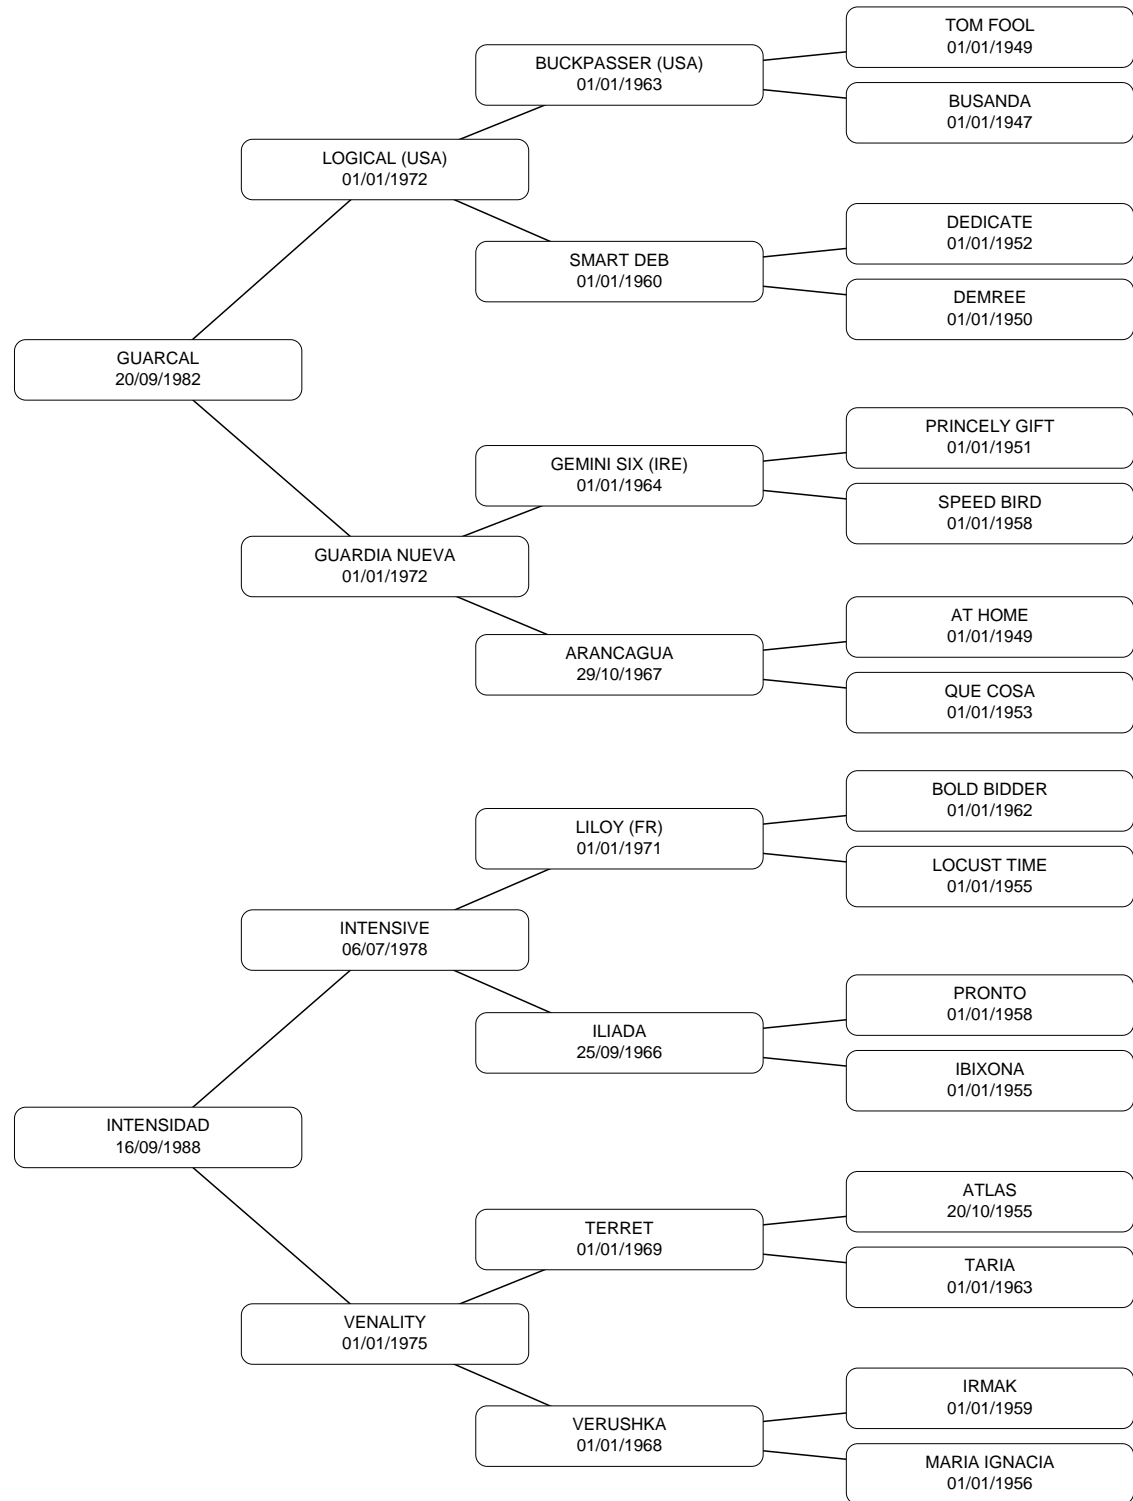 TOM FOOL
01/01/1949
BUCKPASSER (USA)
01/01/1963
BUSANDA
01/01/1947
LOGICAL (USA)
01/01/1972
DEDICATE
01/01/1952
SMART DEB
01/01/1960
DEMREE
01/01/1950
GUARCAL
20/09/1982
PRINCELY GIFT
01/01/1951
GEMINI SIX (IRE)
01/01/1964
SPEED BIRD
01/01/1958
GUARDIA NUEVA
01/01/1972
AT HOME
01/01/1949
ARANCAGUA
29/10/1967
QUE COSA
01/01/1953
BOLD BIDDER
01/01/1962
LILOY (FR)
01/01/1971
LOCUST TIME
01/01/1955
INTENSIVE
06/07/1978
PRONTO
01/01/1958
ILIADA
25/09/1966
IBIXONA
01/01/1955
INTENSIDAD
16/09/1988
ATLAS
20/10/1955
TERRET
01/01/1969
TARIA
01/01/1963
VENALITY
01/01/1975
IRMAK
01/01/1959
VERUSHKA
01/01/1968
MARIA IGNACIA
01/01/1956